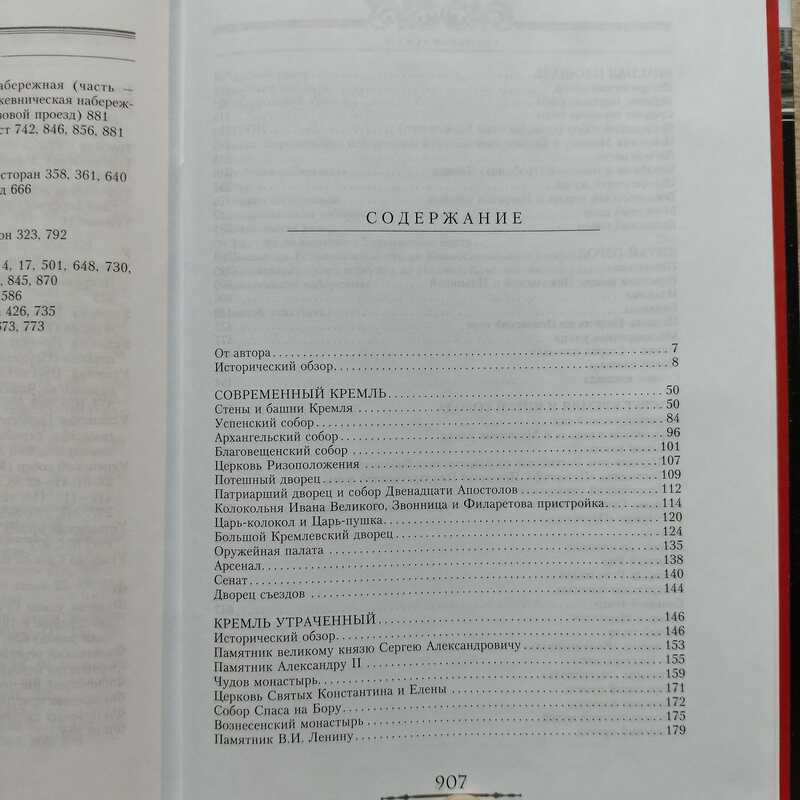 абережная (часть —
кевническая набереж-
зовой проезд) 881
ст 742, 846, 856, 881
сторан 358, 361, 640
д 666
он 323, 792
4, 17, 501, 648, 730,
, 845, 870
586
426, 735
673, 773
СОДЕРЖАНИЕ
От автора 7
Исторический обзор 8
СОВРЕМЕННЫЙ КРЕМЛЬ 50
Стены и башни Кремля 50
Успенский собор 84
Архангельский собор 96
Благовещенский собор 101
Церковь Ризоположения 107
Потешный дворец 109
Патриарший дворец и собор Двенадцати Апостолов 112
Колокольня Ивана Великого, Звонница и Филаретова пристройка 114
Царь-колокол и Царь-пушка 120
Большой Кремлевский дворец 124
Оружейная палата 135
Арсенал 138
Сенат 140
Дворец съездов 144
КРЕМЛЬ УТРАЧЕННЫЙ 146
Исторический обзор 146
Памятник великому князю Сергею Александровичу 153
Памятник Александру II 155
Чудов монастырь 159
Церковь Святых Константина и Елены 171
Собор Спаса на Бору 172
Вознесенский монастырь 175
Памятник В.И. Ленину 179
907